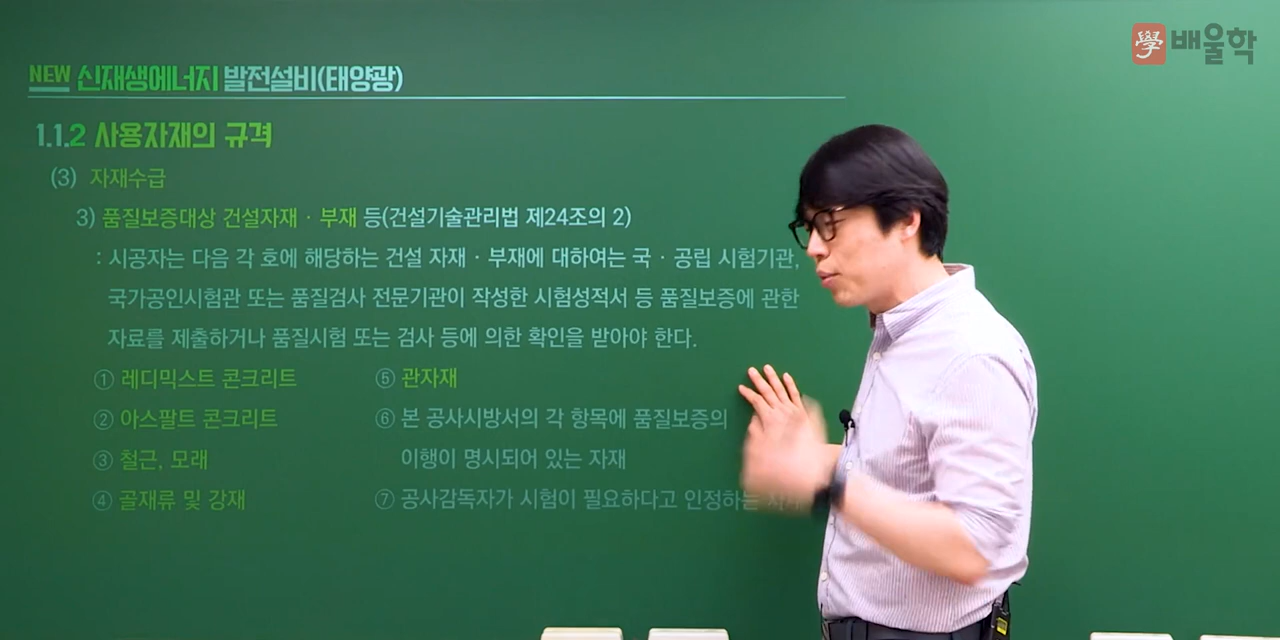 學 배울학
NEW 신재생에너지 발전설비(태양광)
1.1.2 사용자재의 규격
(3) 자재수급
3) 품질보증대상 건설자재 · 부재 등(건설기술관리법 제24조의 2)
: 시공자는 다음 각 호에 해당하는 건설 자재 · 부재에 대하여는 국 · 공립 시험기관,
국가공인시험관 또는 품질검사 전문기관이 작성한 시험성적서 등 품질보증에 관한
자료를 제출하거나 품질시험 또는 검사 등에 의한 확인을 받아야 한다.
① 레디믹스트 콘크리트
② 아스팔트 콘크리트
③ 철근, 모래
④ 골재류 및 강재
⑤ 관자재
⑥ 본 공사시방서의 각 항목에 품질보증의
이행이 명시되어 있는 자재
⑦ 공사감독자가 시험이 필요하다고 인정하는 자재